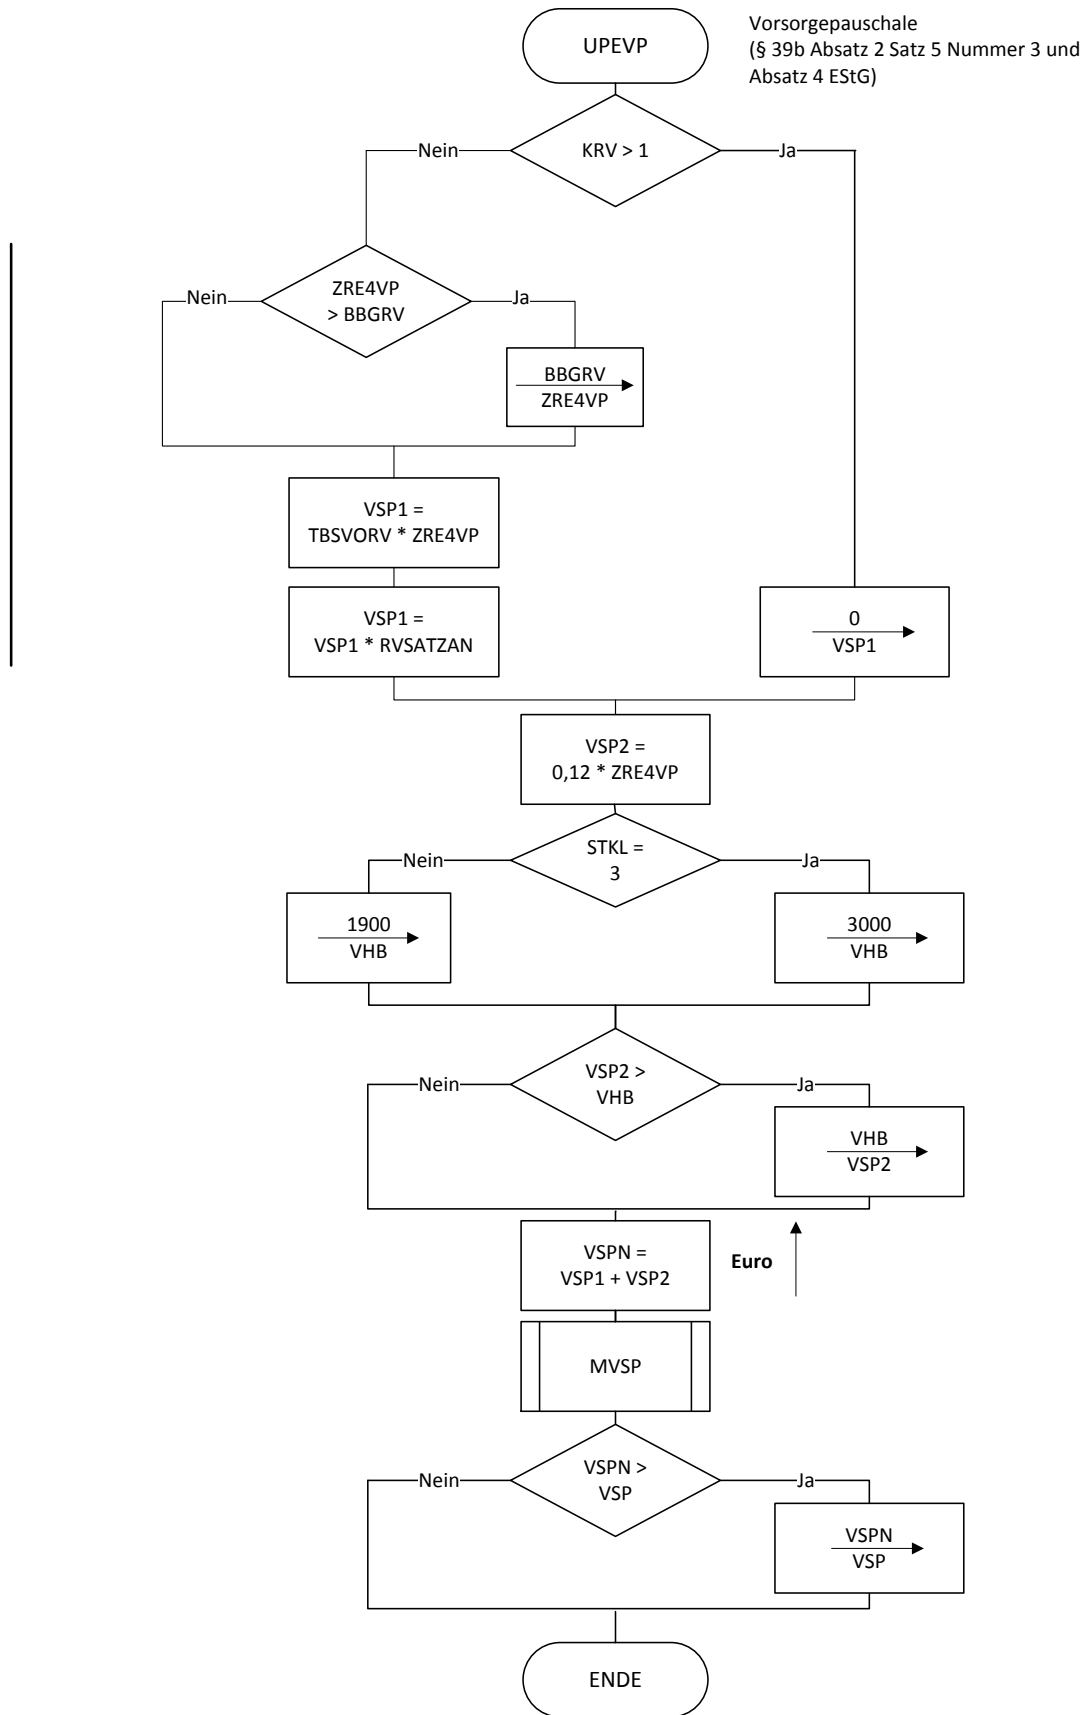 UPEVP
Vorsorgepauschale
(§ 39b Absatz 2 Satz 5 Nummer 3 und
Absatz 4 EStG)
Nein
KRV > 1
Ja
Nein
ZRE4VP
> BBGRV
Ja
BBGRV
ZRE4VP
VSP1 =
TBSVORV * ZRE4VP
VSP1 =
VSP1 * RVSATZAN
0
VSP1
VSP2 =
0,12 * ZRE4VP
Nein
STKL =
3
Ja
1900
VHB
3000
VHB
Nein
VSP2 >
VHB
Ja
VHB
VSP2
VSPN =
VSP1 + VSP2
Euro
MVSP
Nein
VSPN >
VSP
Ja
VSPN
VSP
ENDE